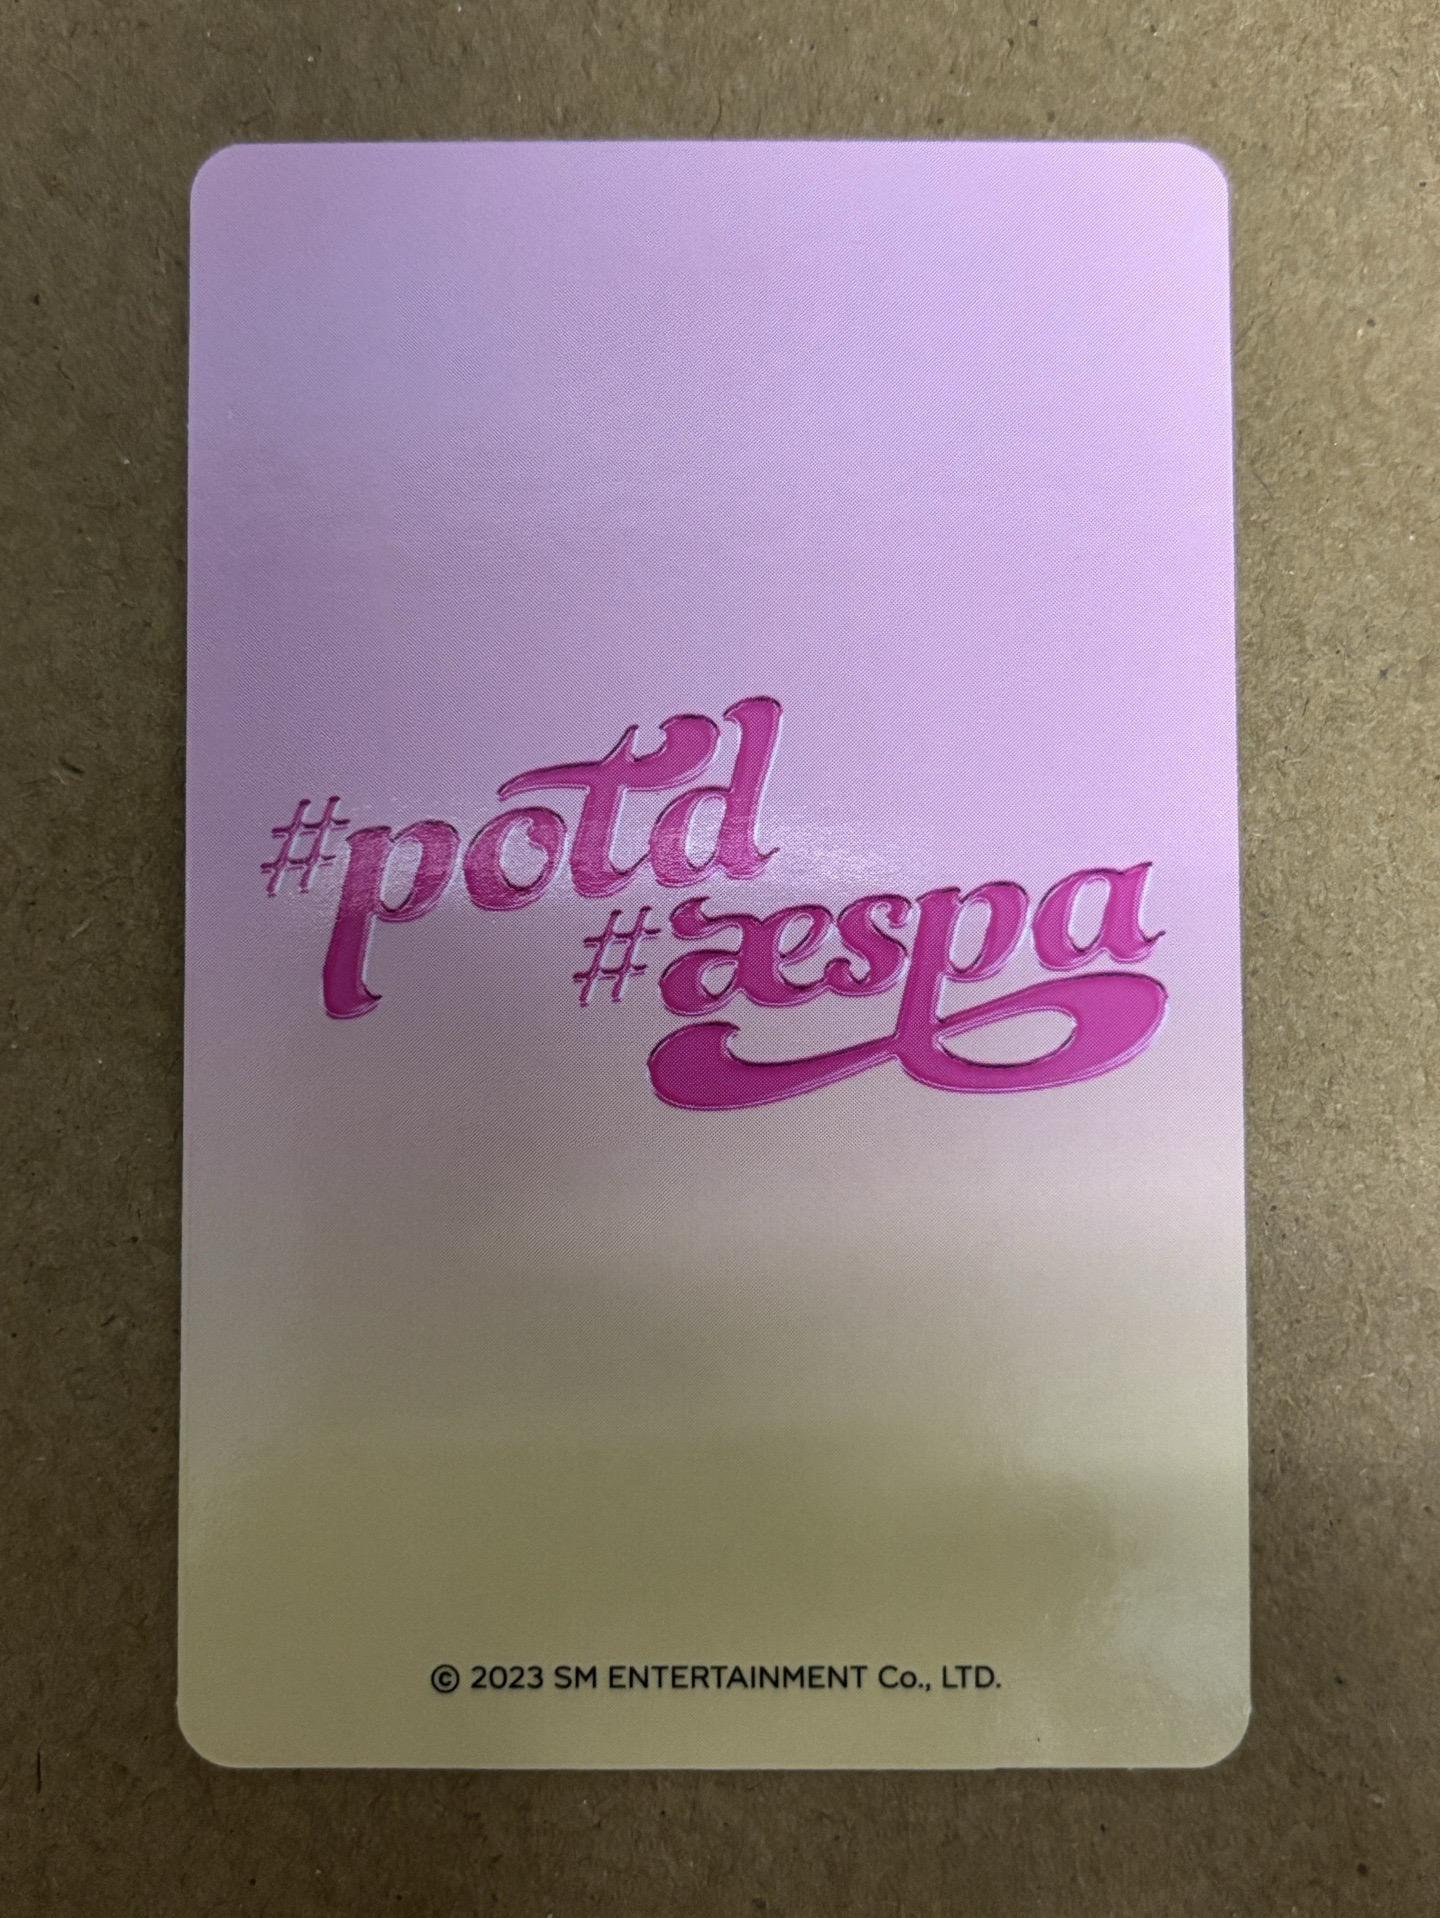 #potd
#æspa
© 2023 SM ENTERTAINMENT Co., LTD.